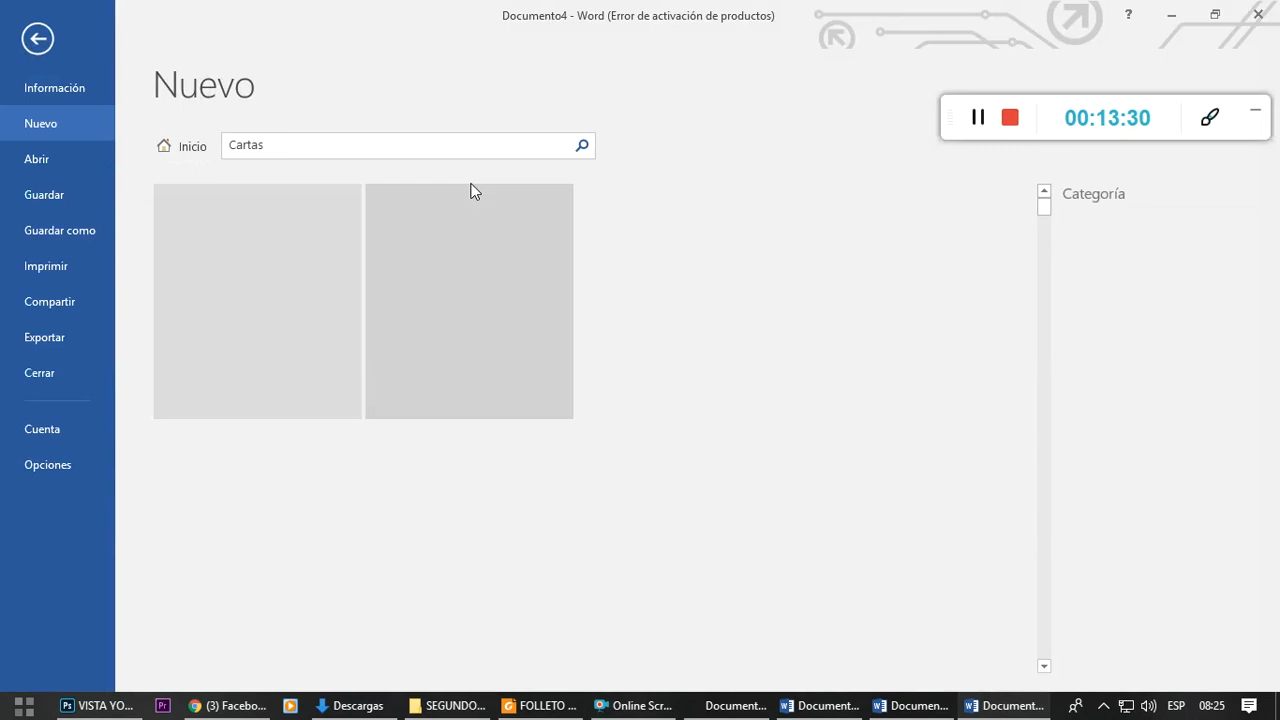 Documento4 - Word (Error de activación de productos)
?
Información
Nuevo
Abrir
Guardar
Guardar como
Imprimir
Compartir
Exportar
Cerrar
Cuenta
Opciones
Nuevo
Inicio
Cartas
00:13:30
Categoría
VISTA YO...
(3) Facebo...
Descargas
SEGUNDO...
FOLLETO ...
Online Scr...
Document...
Document...
Document...
Document...
ESP
08:25